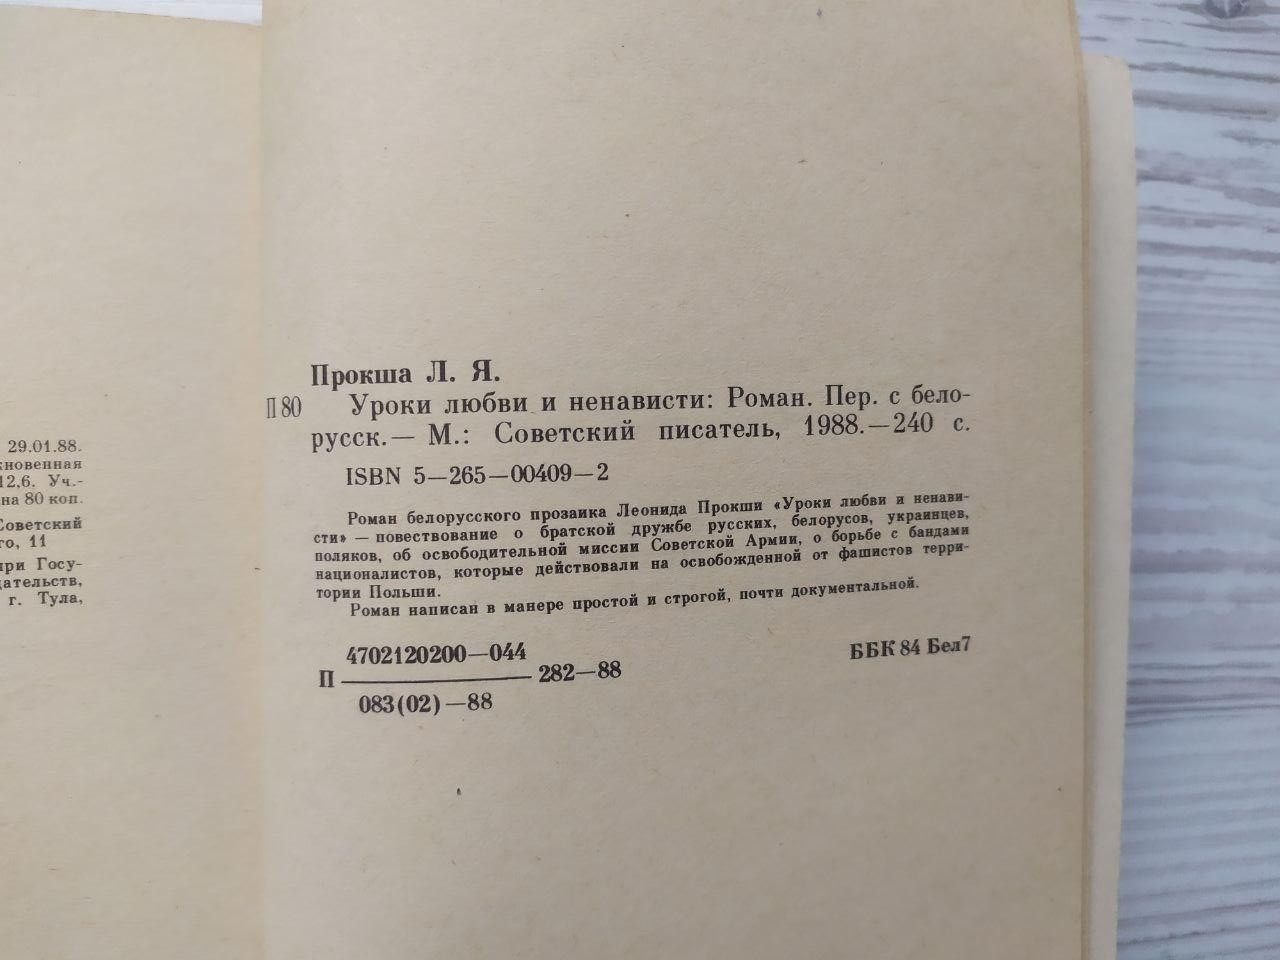 29.01.88.
кновенная
12,6. Уч.-
на 80 коп.
Советский
го, 11
при Госу-
дательств,
г. Тула,
Прокша Л. Я.
П 80 Уроки любви и ненависти: Роман. Пер. с бело-
русск.— М.: Советский писатель, 1988.—240 с.
ISBN 5—265—00409—2
Роман белорусского прозаика Леонида Прокши «Уроки любви и ненави-
сти» — повествование о братской дружбе русских, белорусов, украинцев,
поляков, об освободительной миссии Советской Армии, о борьбе с бандами
националистов, которые действовали на освобожденной от фашистов терри-
тории Польши.
Роман написан в манере простой и строгой, почти документальной.
4702120200—044
П 282—88
083(02)—88
ББК 84 Бел7